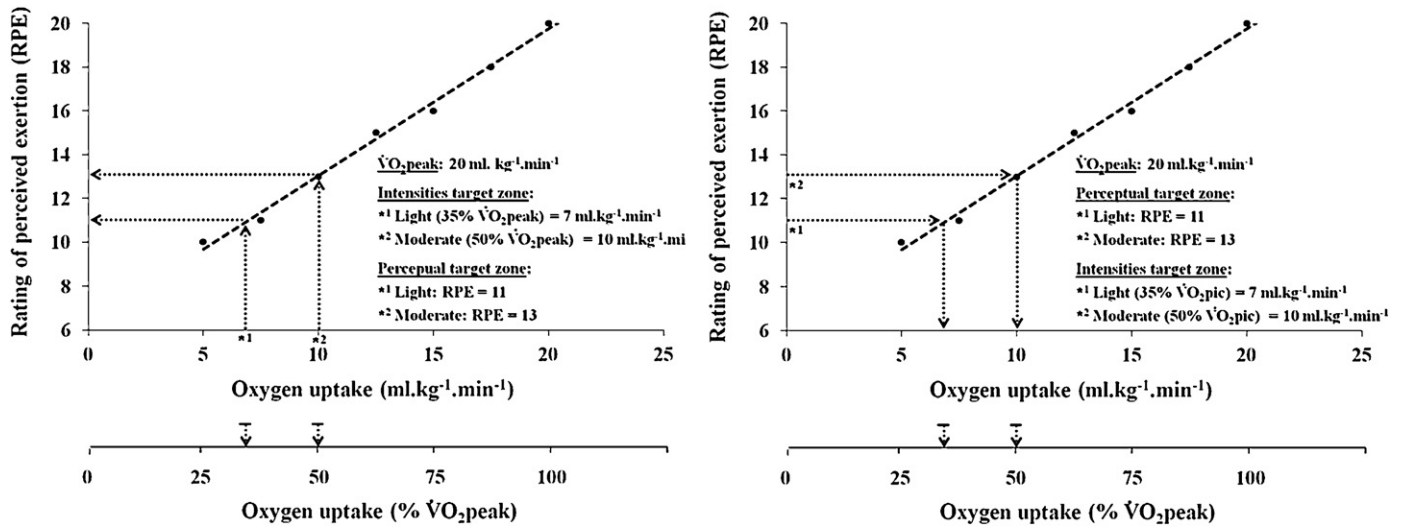 Rating of perceived exertion (RPE)
20
18
16
14
12
10
8
6
V̇O₂peak: 20 ml. kg⁻¹.min⁻¹
Intensities target zone:
*¹ Light (35% V̇O₂peak) = 7 ml.kg⁻¹.min⁻¹
*² Moderate (50% V̇O₂peak) = 10 ml.kg⁻¹.mi
Percepual target zone:
*¹ Light: RPE = 11
*² Moderate: RPE = 13
*1 *2
0 5 10 15 20 25
Oxygen uptake (ml.kg⁻¹.min⁻¹)
0 25 50 75 100
Oxygen uptake (% V̇O₂peak)
Rating of perceived exertion (RPE)
20
18
16
14
*2
12
*1
10
8
6
V̇O₂peak: 20 ml. kg⁻¹.min⁻¹
Perceptual target zone:
*¹ Light: RPE = 11
*² Moderate: RPE = 13
Intensities target zone:
*¹ Light (35% V̇O₂pic) = 7 ml.kg⁻¹.min⁻¹
*² Moderate (50% V̇O₂pic) = 10 ml.kg⁻¹.min⁻¹
0 5 10 15 20 25
Oxygen uptake (ml.kg⁻¹.min⁻¹)
0 25 50 75 100
Oxygen uptake (% V̇O₂peak)